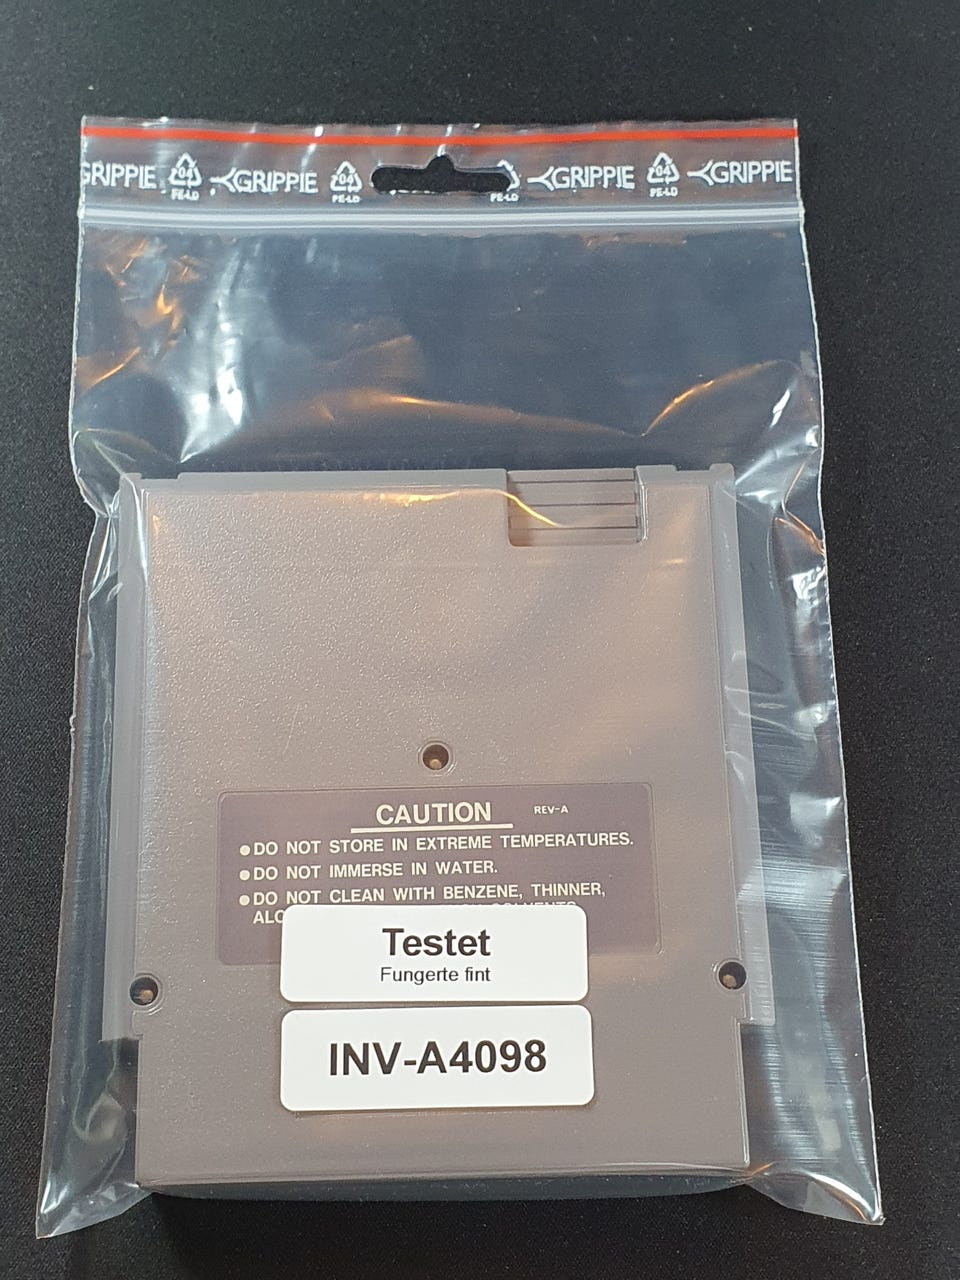 GRIPPIE 04 PE-LD GRIPPIE 04 PE-LD PE-LD GRIPPIE 04 PE-LD GRIPPIE
CAUTION REV-A
●DO NOT STORE IN EXTREME TEMPERATURES.
●DO NOT IMMERSE IN WATER.
●DO NOT CLEAN WITH BENZENE, THINNER,
Testet
Fungerte fint
INV-A4098